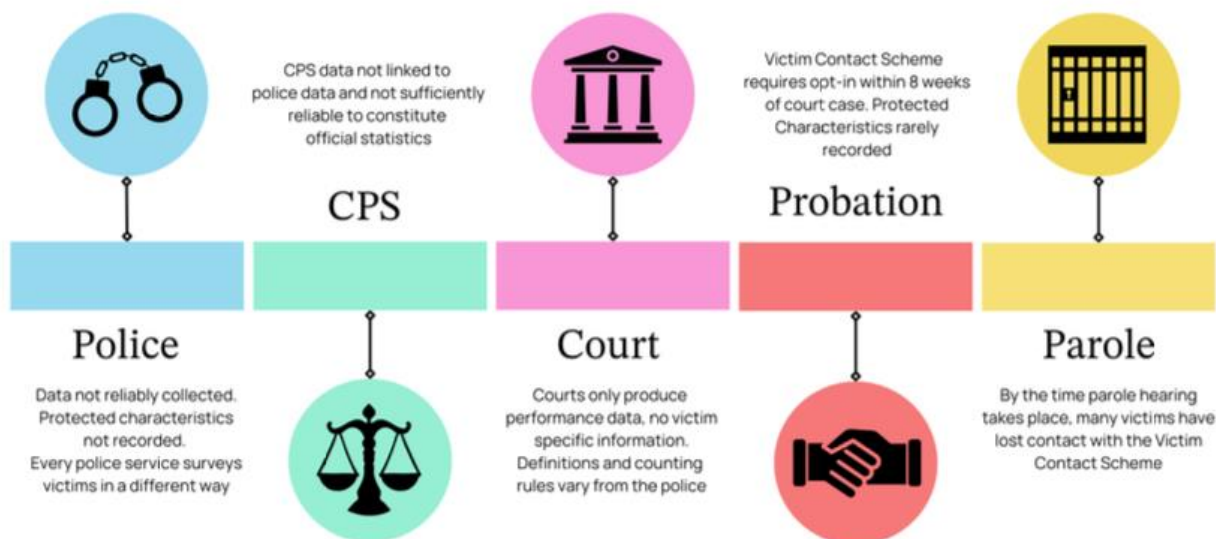 CPS data not linked to
police data and not sufficiently
reliable to constitute
official statistics
CPS
Victim Contact Scheme
requires opt-in within 8 weeks
of court case. Protected
Characteristics rarely
recorded
Probation
Police
Data not reliably collected.
Protected characteristics
not recorded.
Every police service surveys
victims in a different way
Court
Courts only produce
performance data, no victim
specific information.
Definitions and counting
rules vary from the police
Parole
By the time parole hearing
takes place, many victims have
lost contact with the Victim
Contact Scheme